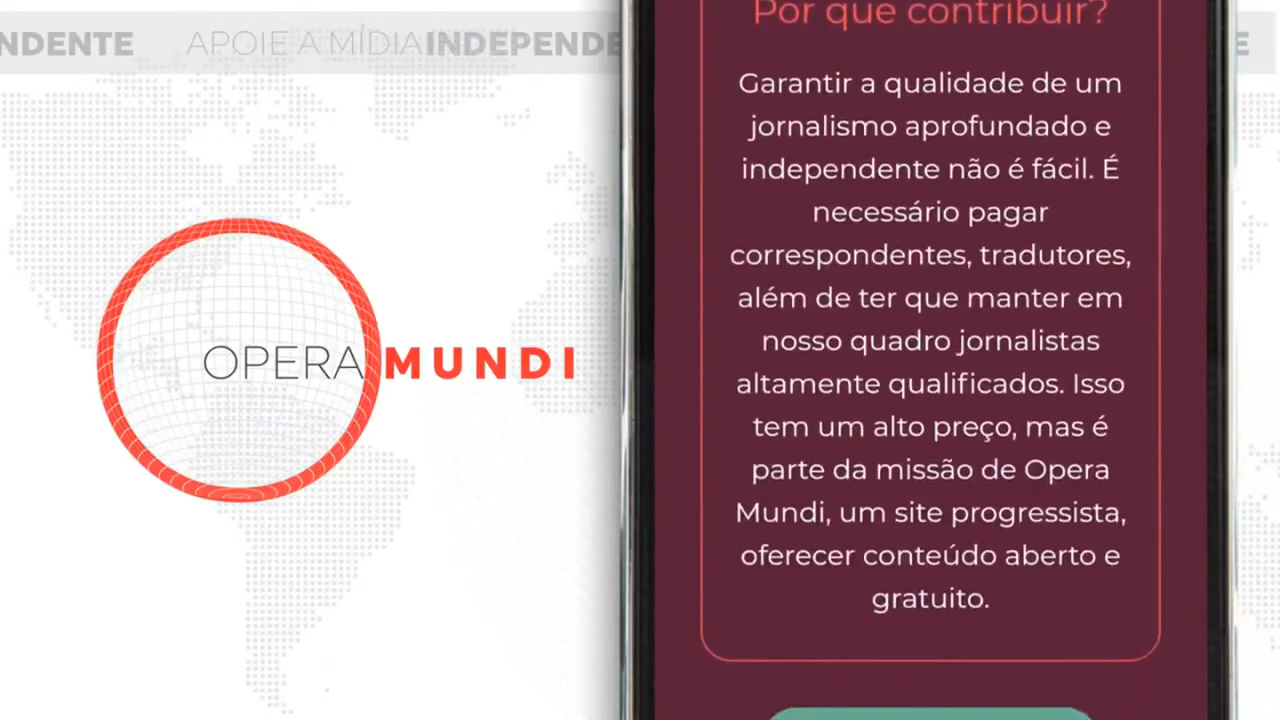 NDENTE APOIE A MÍDIA INDEPENDE
E
OPERA MUNDI
Por que contribuir?
Garantir a qualidade de um
jornalismo aprofundado e
independente não é fácil. É
necessário pagar
correspondentes, tradutores,
além de ter que manter em
nosso quadro jornalistas
altamente qualificados. Isso
tem um alto preço, mas é
parte da missão de Opera
Mundi, um site progressista,
oferecer conteúdo aberto e
gratuito.